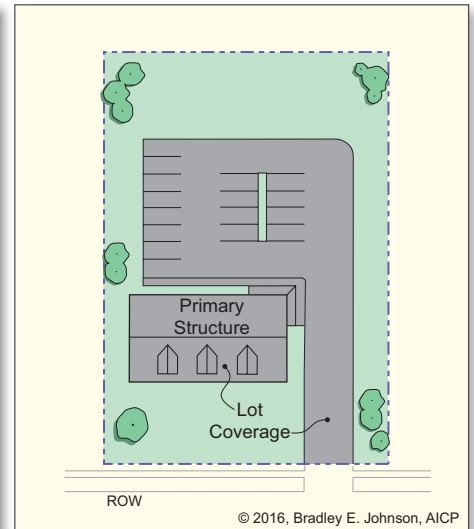 Primary
Structure
Lot
Coverage
ROW
© 2016, Bradley E. Johnson, AICP